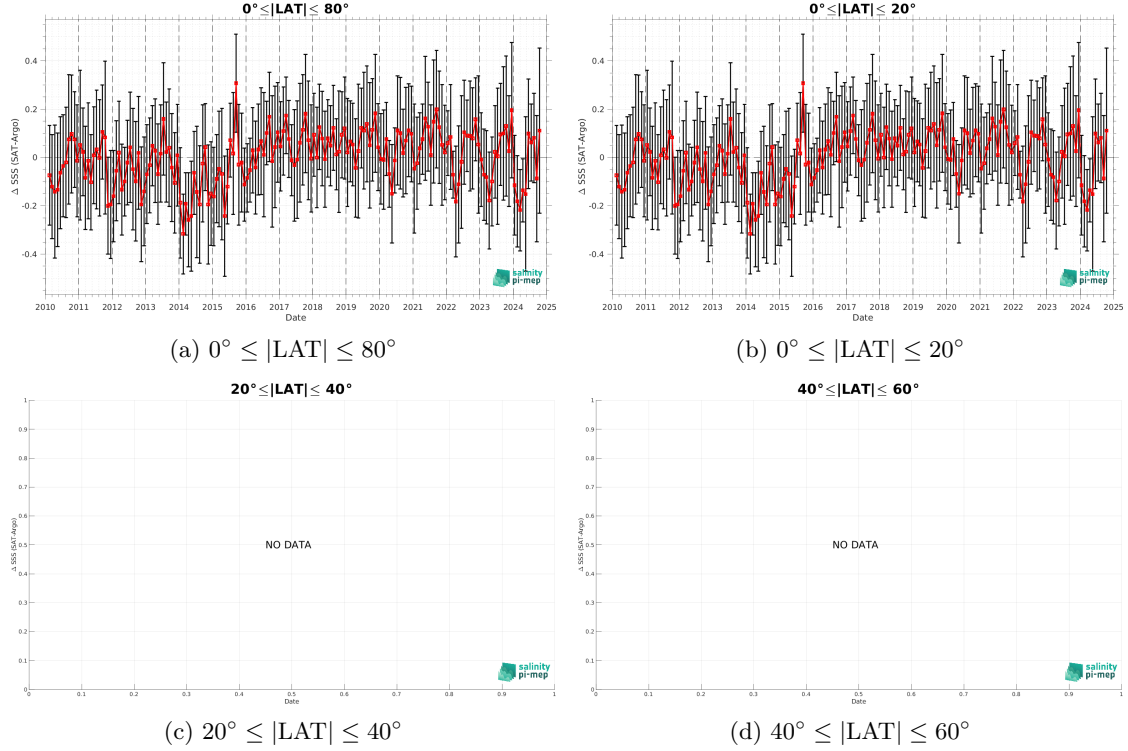 0°≤|LAT|≤ 80°
Δ SSS (SAT-Argo)
0.4
0.2
0
-0.2
-0.4
2010 2011 2012 2013 2014 2015 2016 2017 2018 2019 2020 2021 2022 2023 2024 2025
Date
salinity
pi-mep
(a) 0° ≤ |LAT| ≤ 80°
0°≤|LAT|≤ 20°
Δ SSS (SAT-Argo)
0.4
0.2
0
-0.2
-0.4
2010 2011 2012 2013 2014 2015 2016 2017 2018 2019 2020 2021 2022 2023 2024 2025
Date
salinity
pi-mep
(b) 0° ≤ |LAT| ≤ 20°
20°≤|LAT|≤ 40°
Δ SSS (SAT-Argo)
1
0.9
0.8
0.7
0.6
0.5
0.4
0.3
0.2
0.1
0
NO DATA
0 0.1 0.2 0.3 0.4 0.5 0.6 0.7 0.8 0.9 1
Date
salinity
pi-mep
(c) 20° ≤ |LAT| ≤ 40°
40°≤|LAT|≤ 60°
Δ SSS (SAT-Argo)
1
0.9
0.8
0.7
0.6
0.5
0.4
0.3
0.2
0.1
0
NO DATA
0 0.1 0.2 0.3 0.4 0.5 0.6 0.7 0.8 0.9 1
Date
salinity
pi-mep
(d) 40° ≤ |LAT| ≤ 60°